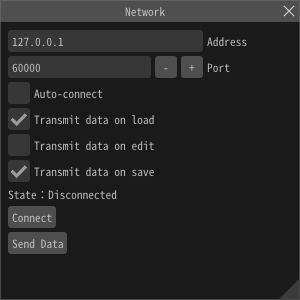 Network
127.0.0.1 Address
60000 - + Port
Auto-connect
Transmit data on load
Transmit data on edit
Transmit data on save
State：Disconnected
Connect
Send Data